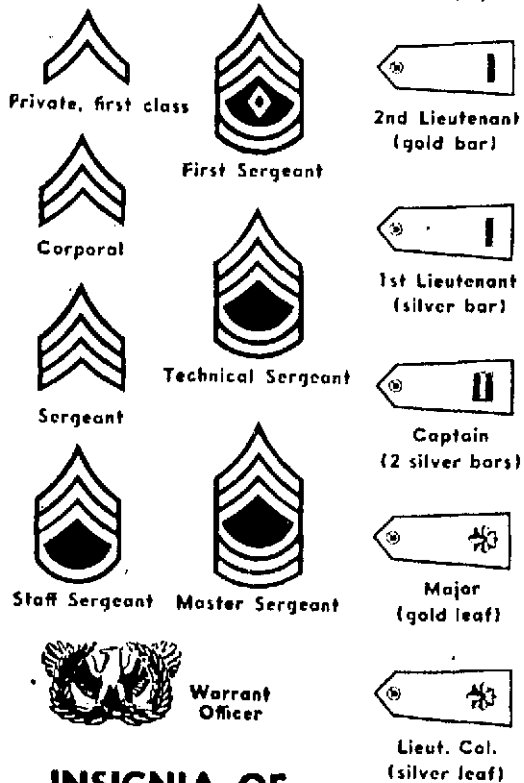 Private, first class
Corporal
Sergeant
Staff Sergeant
First Sergeant
Technical Sergeant
Master Sergeant
Warrant
Officer
2nd Lieutenant
(gold bar)
1st Lieutenant
(silver bar)
Captain
(2 silver bars)
Major
(gold leaf)
Lieut. Col.
(silver leaf)
INSIGNIA OF